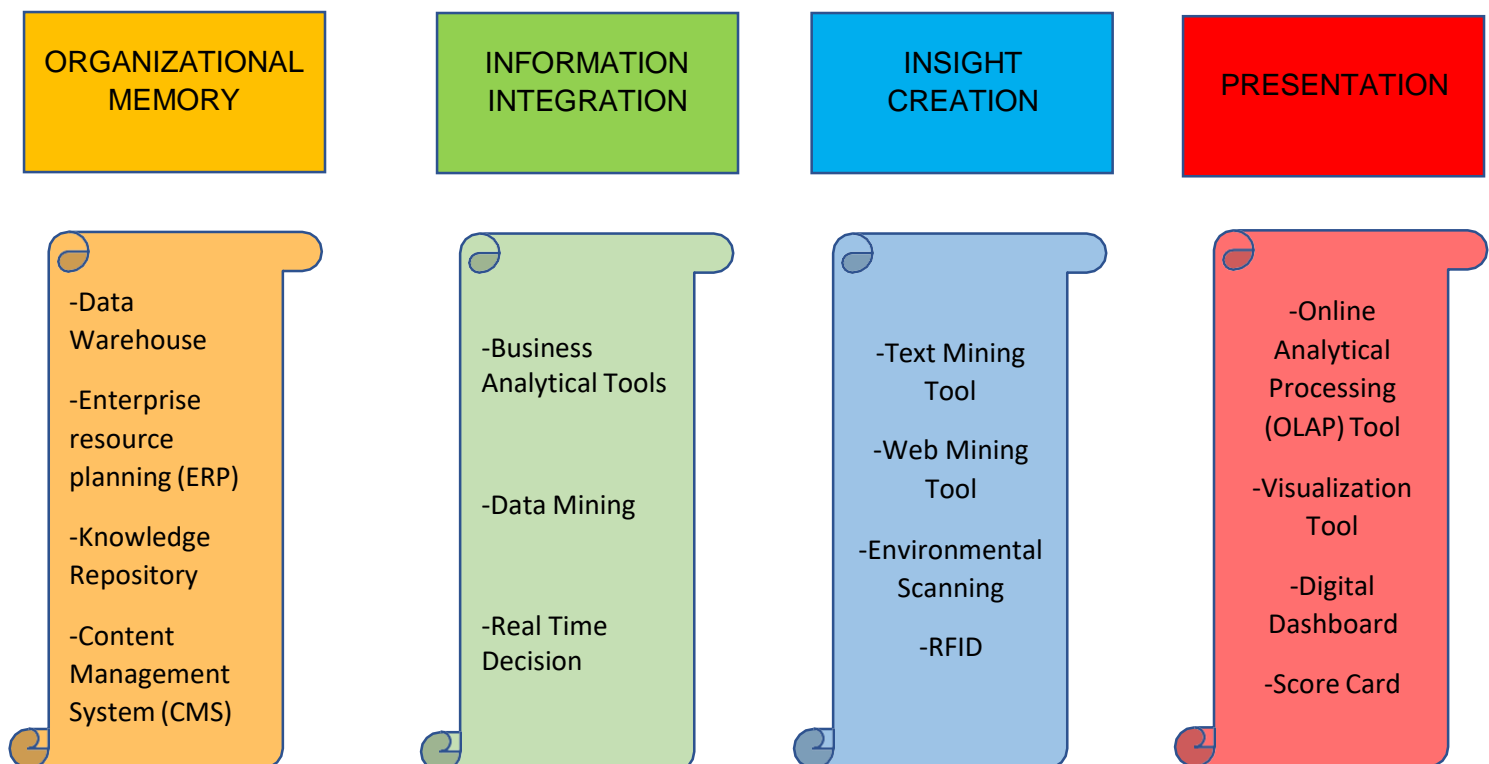 ORGANIZATIONAL
MEMORY
INFORMATION
INTEGRATION
INSIGHT
CREATION
PRESENTATION
-Data
Warehouse
-Enterprise
resource
planning (ERP)
-Knowledge
Repository
-Content
Management
System (CMS)
-Business
Analytical Tools
-Data Mining
-Real Time
Decision
-Text Mining
Tool
-Web Mining
Tool
-Environmental
Scanning
-RFID
-Online
Analytical
Processing
(OLAP) Tool
-Visualization
Tool
-Digital
Dashboard
-Score Card